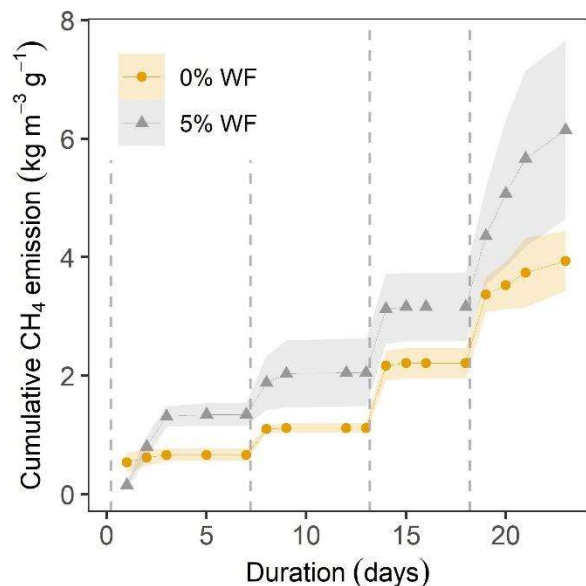 Cumulative CH₄ emission (kg m⁻³ g⁻¹)
8
6
4
2
0
0% WF
5% WF
0 5 10 15 20
Duration (days)